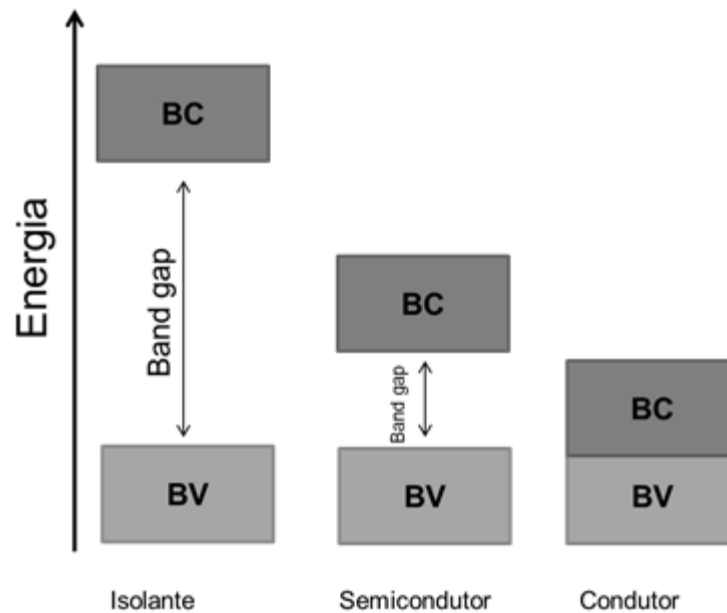 Energia
BC
Band gap
BV
BC
Band gap
BV
BC
BV
Isolante
Semicondutor
Condutor